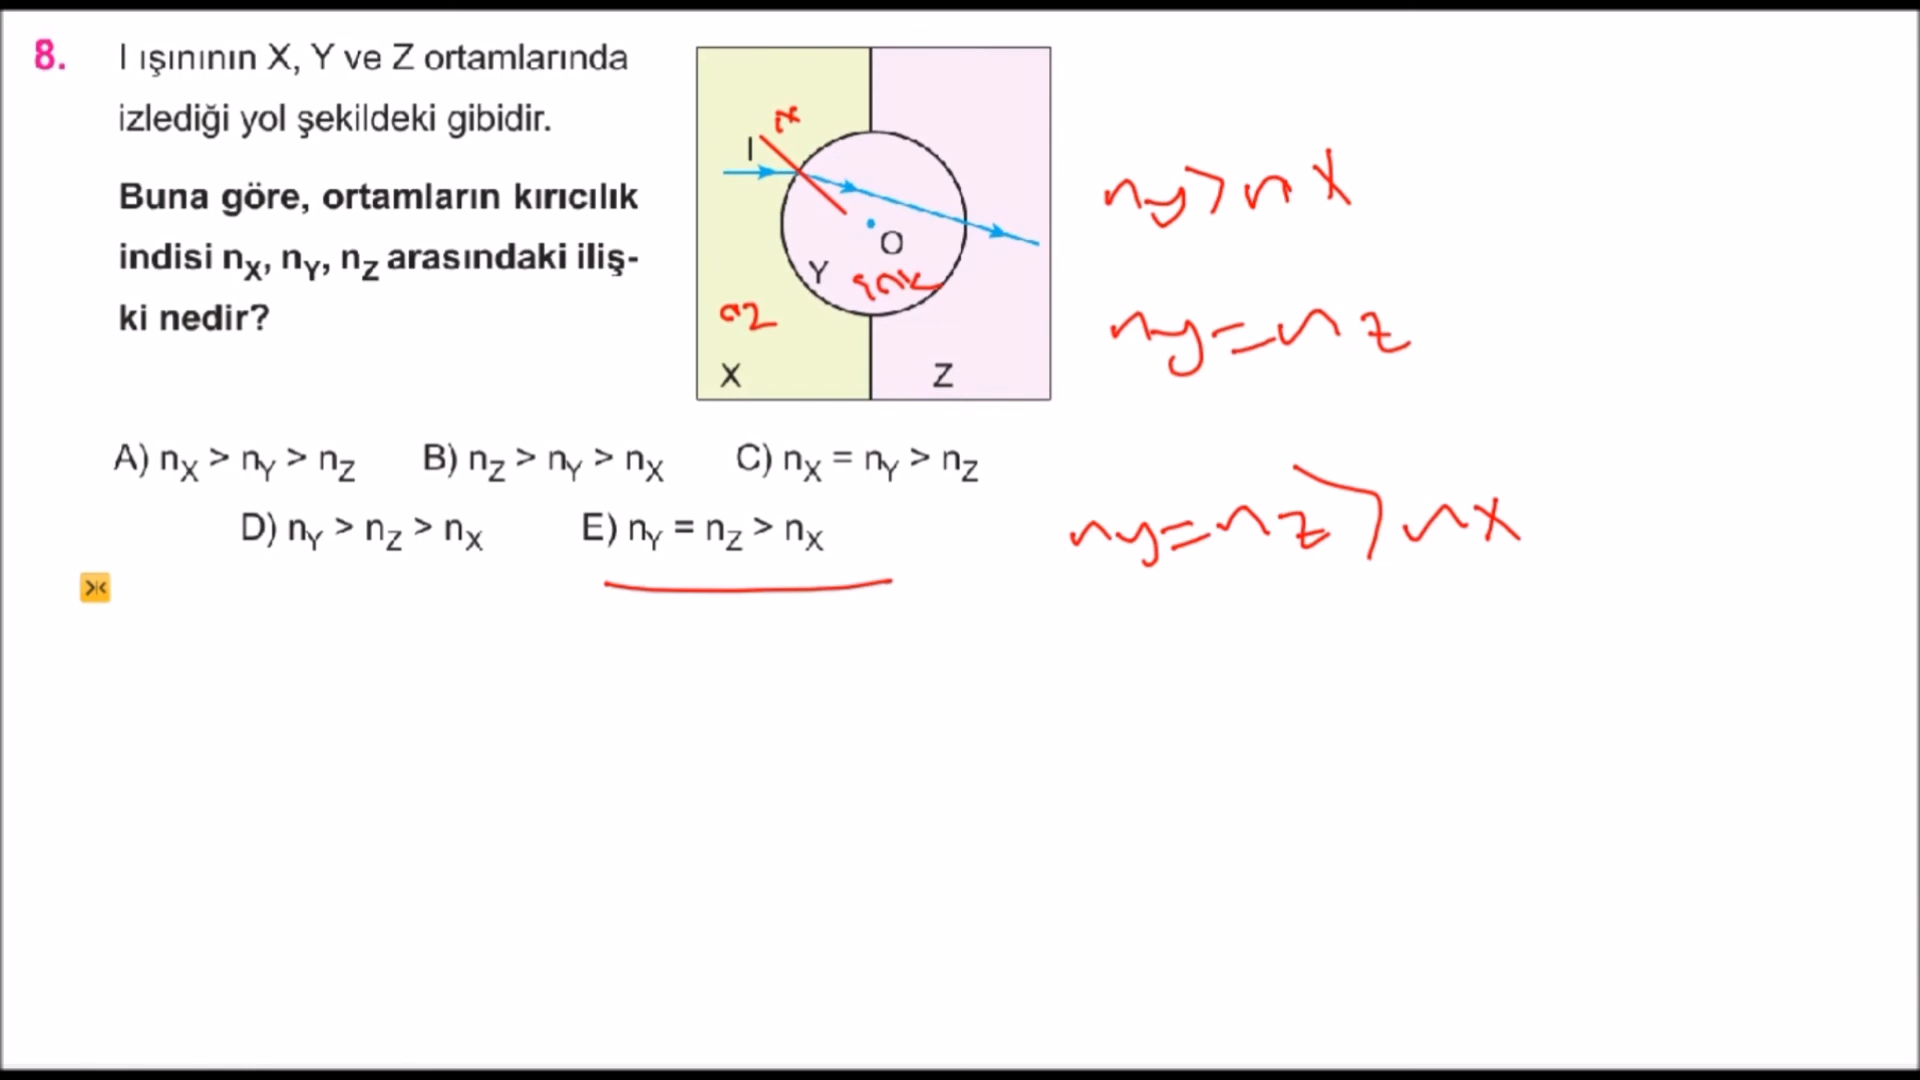 8. I ışınının X, Y ve Z ortamlarında
izlediği yol şekildeki gibidir.
Buna göre, ortamların kırıcılık
indisi nX, nY, nZ arasındaki iliş-
ki nedir?
I
O
Y
çok
az
X
Z
ny>nx
ny=nz
ny=nz>nx
A) nX > nY > nZ B) nZ > nY > nX C) nX = nY > nZ
D) nY > nZ > nX E) nY = nZ > nX